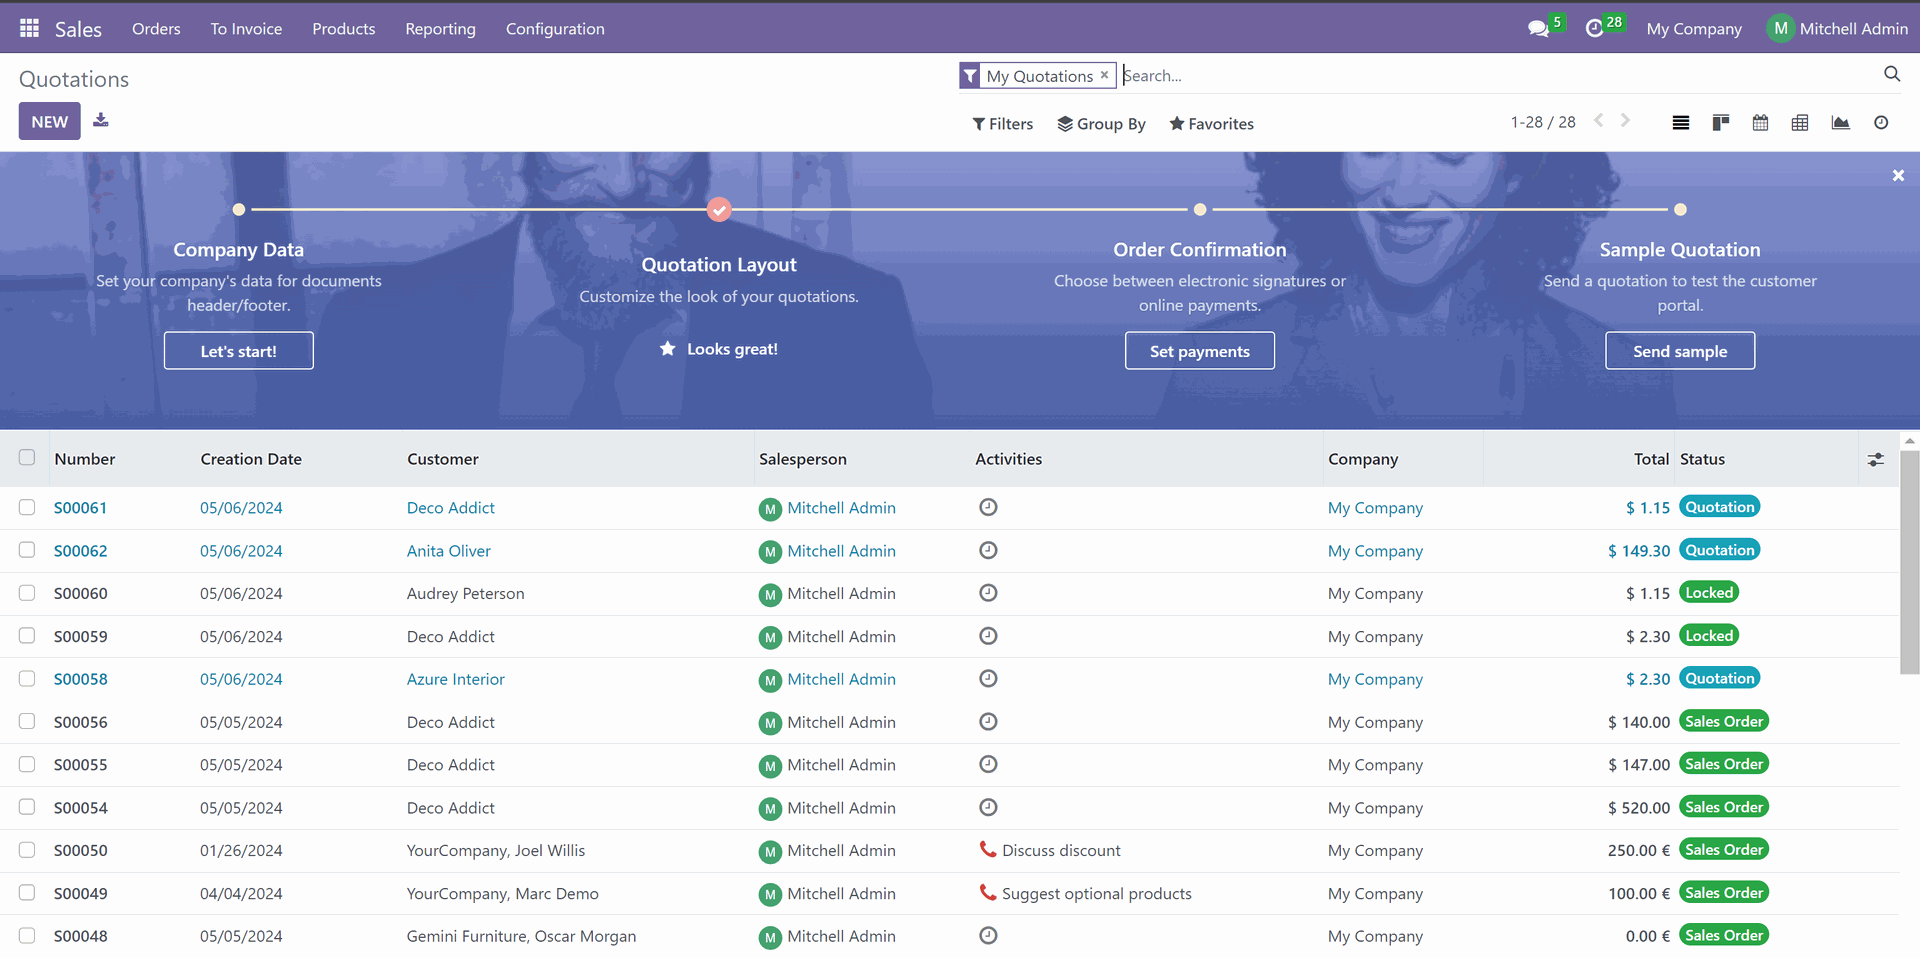 Sales Orders To Invoice Products Reporting Configuration 5 28 My Company M Mitchell Admin
Quotations My Quotations × Search...
NEW Filters Group By Favorites 1-28 / 28
Company Data
Set your company's data for documents
header/footer.
Let's start!
Quotation Layout
Customize the look of your quotations.
Looks great!
Order Confirmation
Choose between electronic signatures or
online payments.
Set payments
Sample Quotation
Send a quotation to test the customer
portal.
Send sample
Number Creation Date Customer Salesperson Activities Company Total Status
S00061 05/06/2024 Deco Addict M Mitchell Admin My Company $ 1.15 Quotation
S00062 05/06/2024 Anita Oliver M Mitchell Admin My Company $ 149.30 Quotation
S00060 05/06/2024 Audrey Peterson M Mitchell Admin My Company $ 1.15 Locked
S00059 05/06/2024 Deco Addict M Mitchell Admin My Company $ 2.30 Locked
S00058 05/06/2024 Azure Interior M Mitchell Admin My Company $ 2.30 Quotation
S00056 05/05/2024 Deco Addict M Mitchell Admin My Company $ 140.00 Sales Order
S00055 05/05/2024 Deco Addict M Mitchell Admin My Company $ 147.00 Sales Order
S00054 05/05/2024 Deco Addict M Mitchell Admin My Company $ 520.00 Sales Order
S00050 01/26/2024 YourCompany, Joel Willis M Mitchell Admin Discuss discount My Company 250.00 € Sales Order
S00049 04/04/2024 YourCompany, Marc Demo M Mitchell Admin Suggest optional products My Company 100.00 € Sales Order
S00048 05/05/2024 Gemini Furniture, Oscar Morgan M Mitchell Admin My Company 0.00 € Sales Order